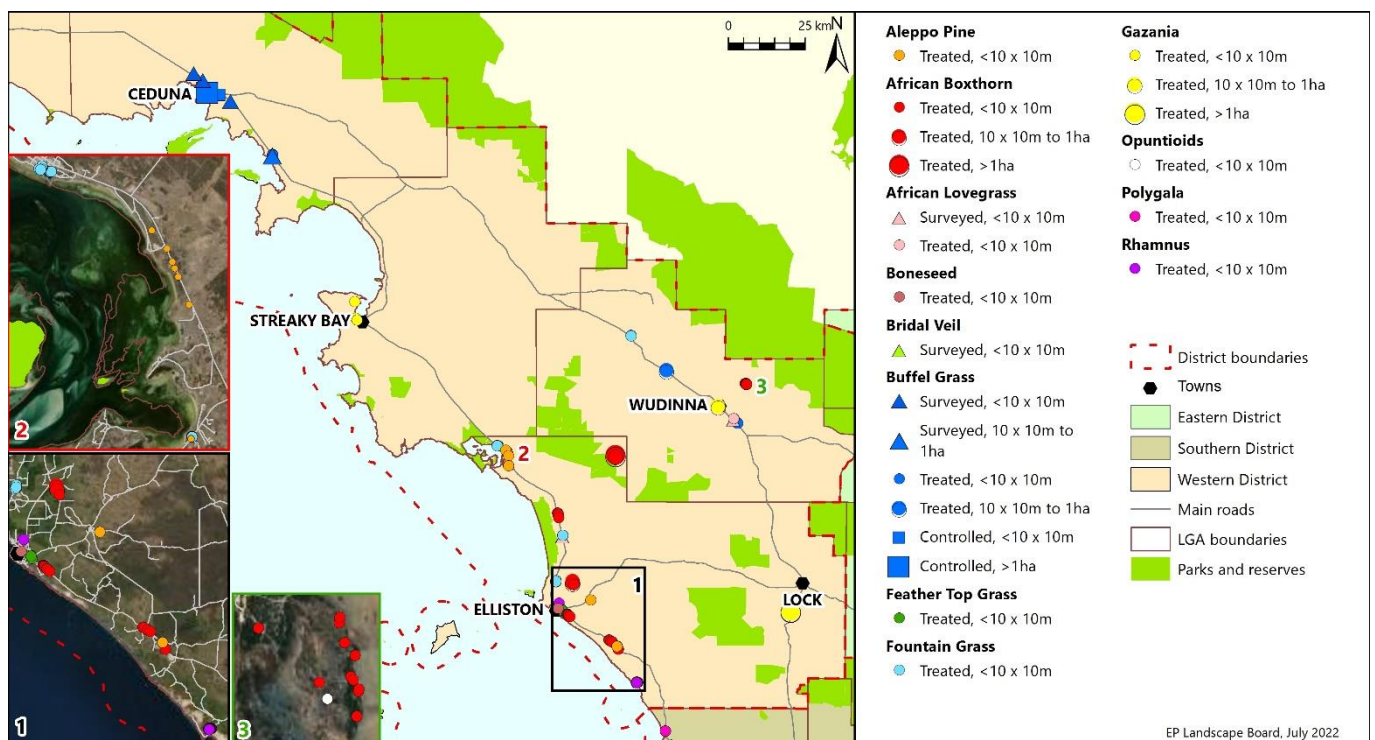 0 25 km N
CEDUNA
STREAKY BAY
WUDINNA
3
2
ELLISTON
1
LOCK
2
1
3
Aleppo Pine
Treated, <10 x 10m
African Boxthorn
Treated, <10 x 10m
Treated, 10 x 10m to 1ha
Treated, >1ha
African Lovegrass
Surveyed, <10 x 10m
Treated, <10 x 10m
Boneseed
Treated, <10 x 10m
Bridal Veil
Surveyed, <10 x 10m
Buffel Grass
Surveyed, <10 x 10m
Surveyed, 10 x 10m to
1ha
Treated, <10 x 10m
Treated, 10 x 10m to 1ha
Controlled, <10 x 10m
Controlled, >1ha
Feather Top Grass
Treated, <10 x 10m
Fountain Grass
Treated, <10 x 10m
Gazania
Treated, <10 x 10m
Treated, 10 x 10m to 1ha
Treated, >1ha
Opuntioids
Treated, <10 x 10m
Polygala
Treated, <10 x 10m
Rhamnus
Treated, <10 x 10m
District boundaries
Towns
Eastern District
Southern District
Western District
Main roads
LGA boundaries
Parks and reserves
EP Landscape Board, July 2022